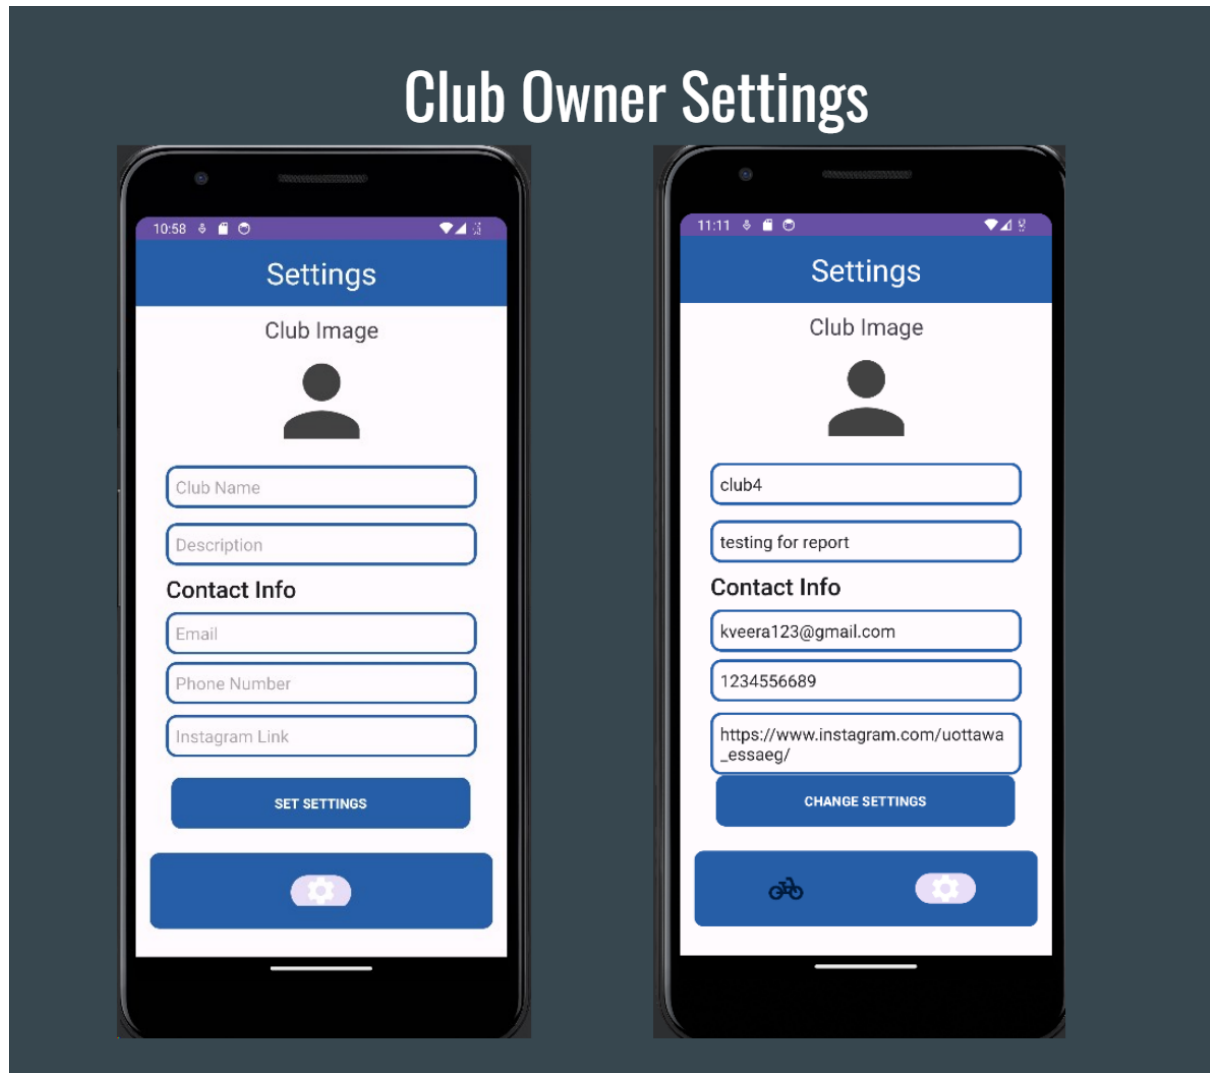 Club Owner Settings
10:58
Settings
Club Image
Club Name
Description
Contact Info
Email
Phone Number
Instagram Link
SET SETTINGS
11:11
Settings
Club Image
club4
testing for report
Contact Info
kveera123@gmail.com
1234556689
https://www.instagram.com/uottawa
_essaeg/
CHANGE SETTINGS